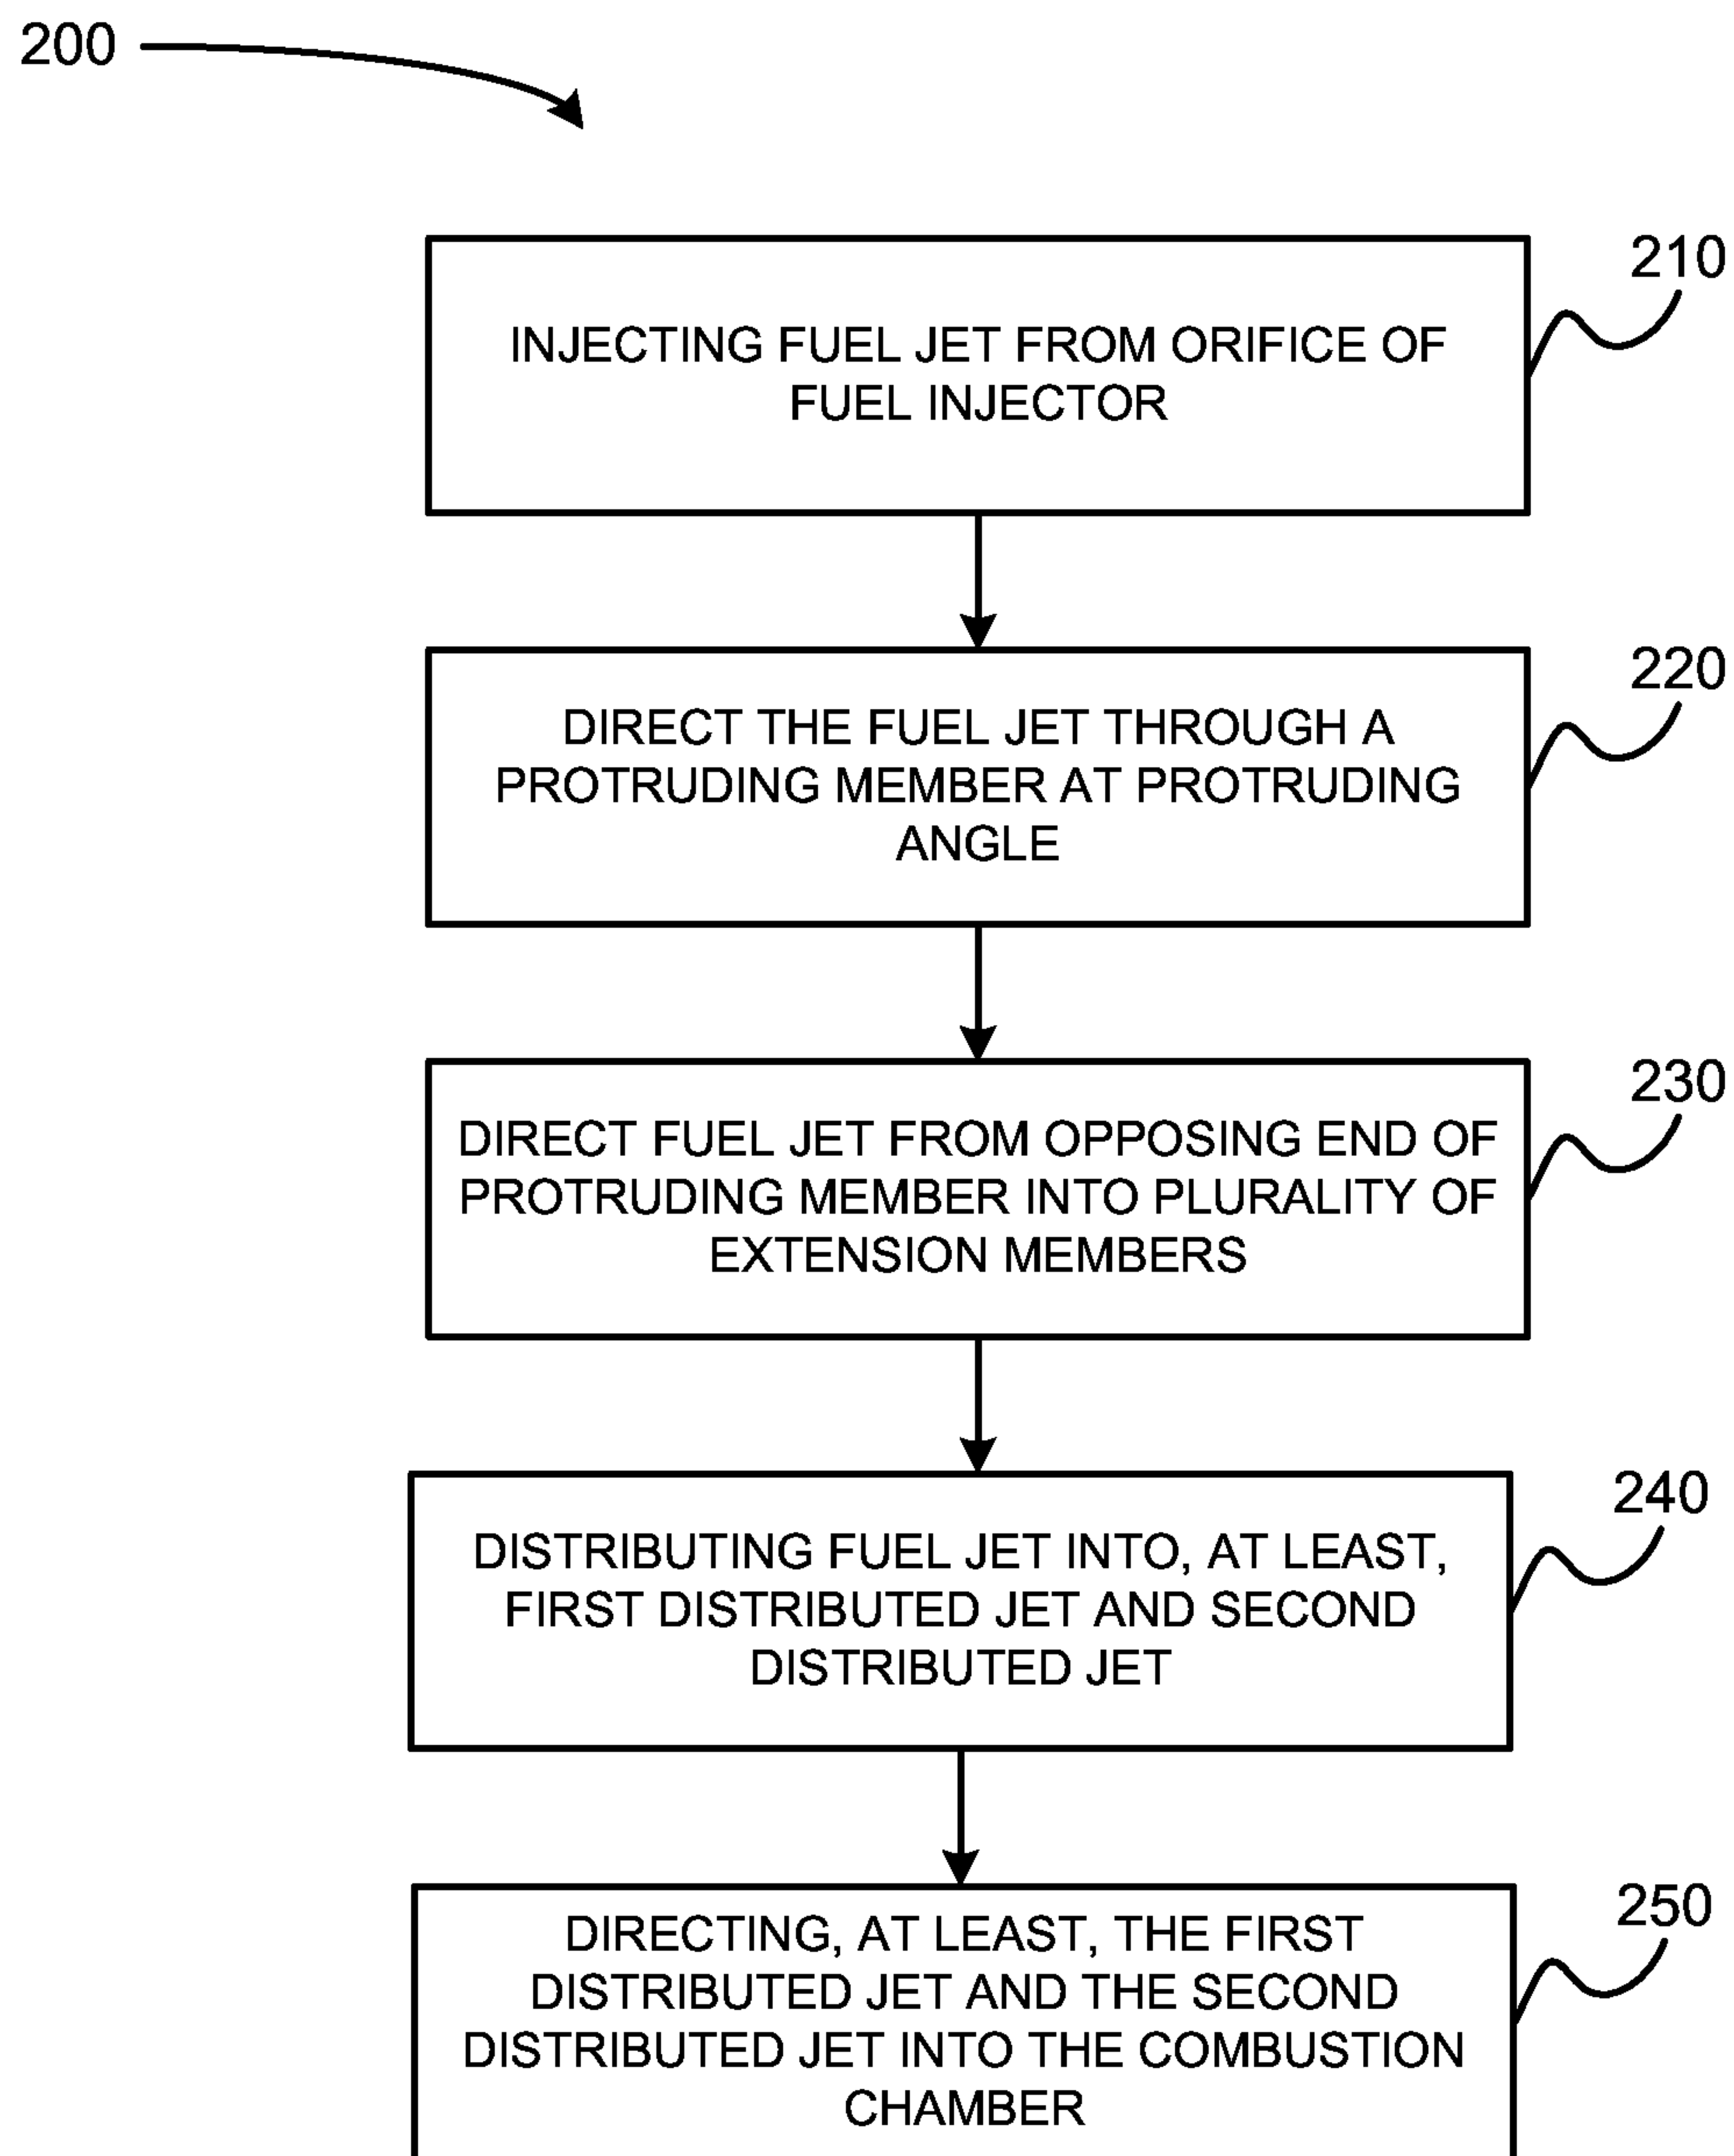 200
210
INJECTING FUEL JET FROM ORIFICE OF
FUEL INJECTOR
220
DIRECT THE FUEL JET THROUGH A
PROTRUDING MEMBER AT PROTRUDING
ANGLE
230
DIRECT FUEL JET FROM OPPOSING END OF
PROTRUDING MEMBER INTO PLURALITY OF
EXTENSION MEMBERS
240
DISTRIBUTING FUEL JET INTO, AT LEAST,
FIRST DISTRIBUTED JET AND SECOND
DISTRIBUTED JET
250
DIRECTING, AT LEAST, THE FIRST
DISTRIBUTED JET AND THE SECOND
DISTRIBUTED JET INTO THE COMBUSTION
CHAMBER